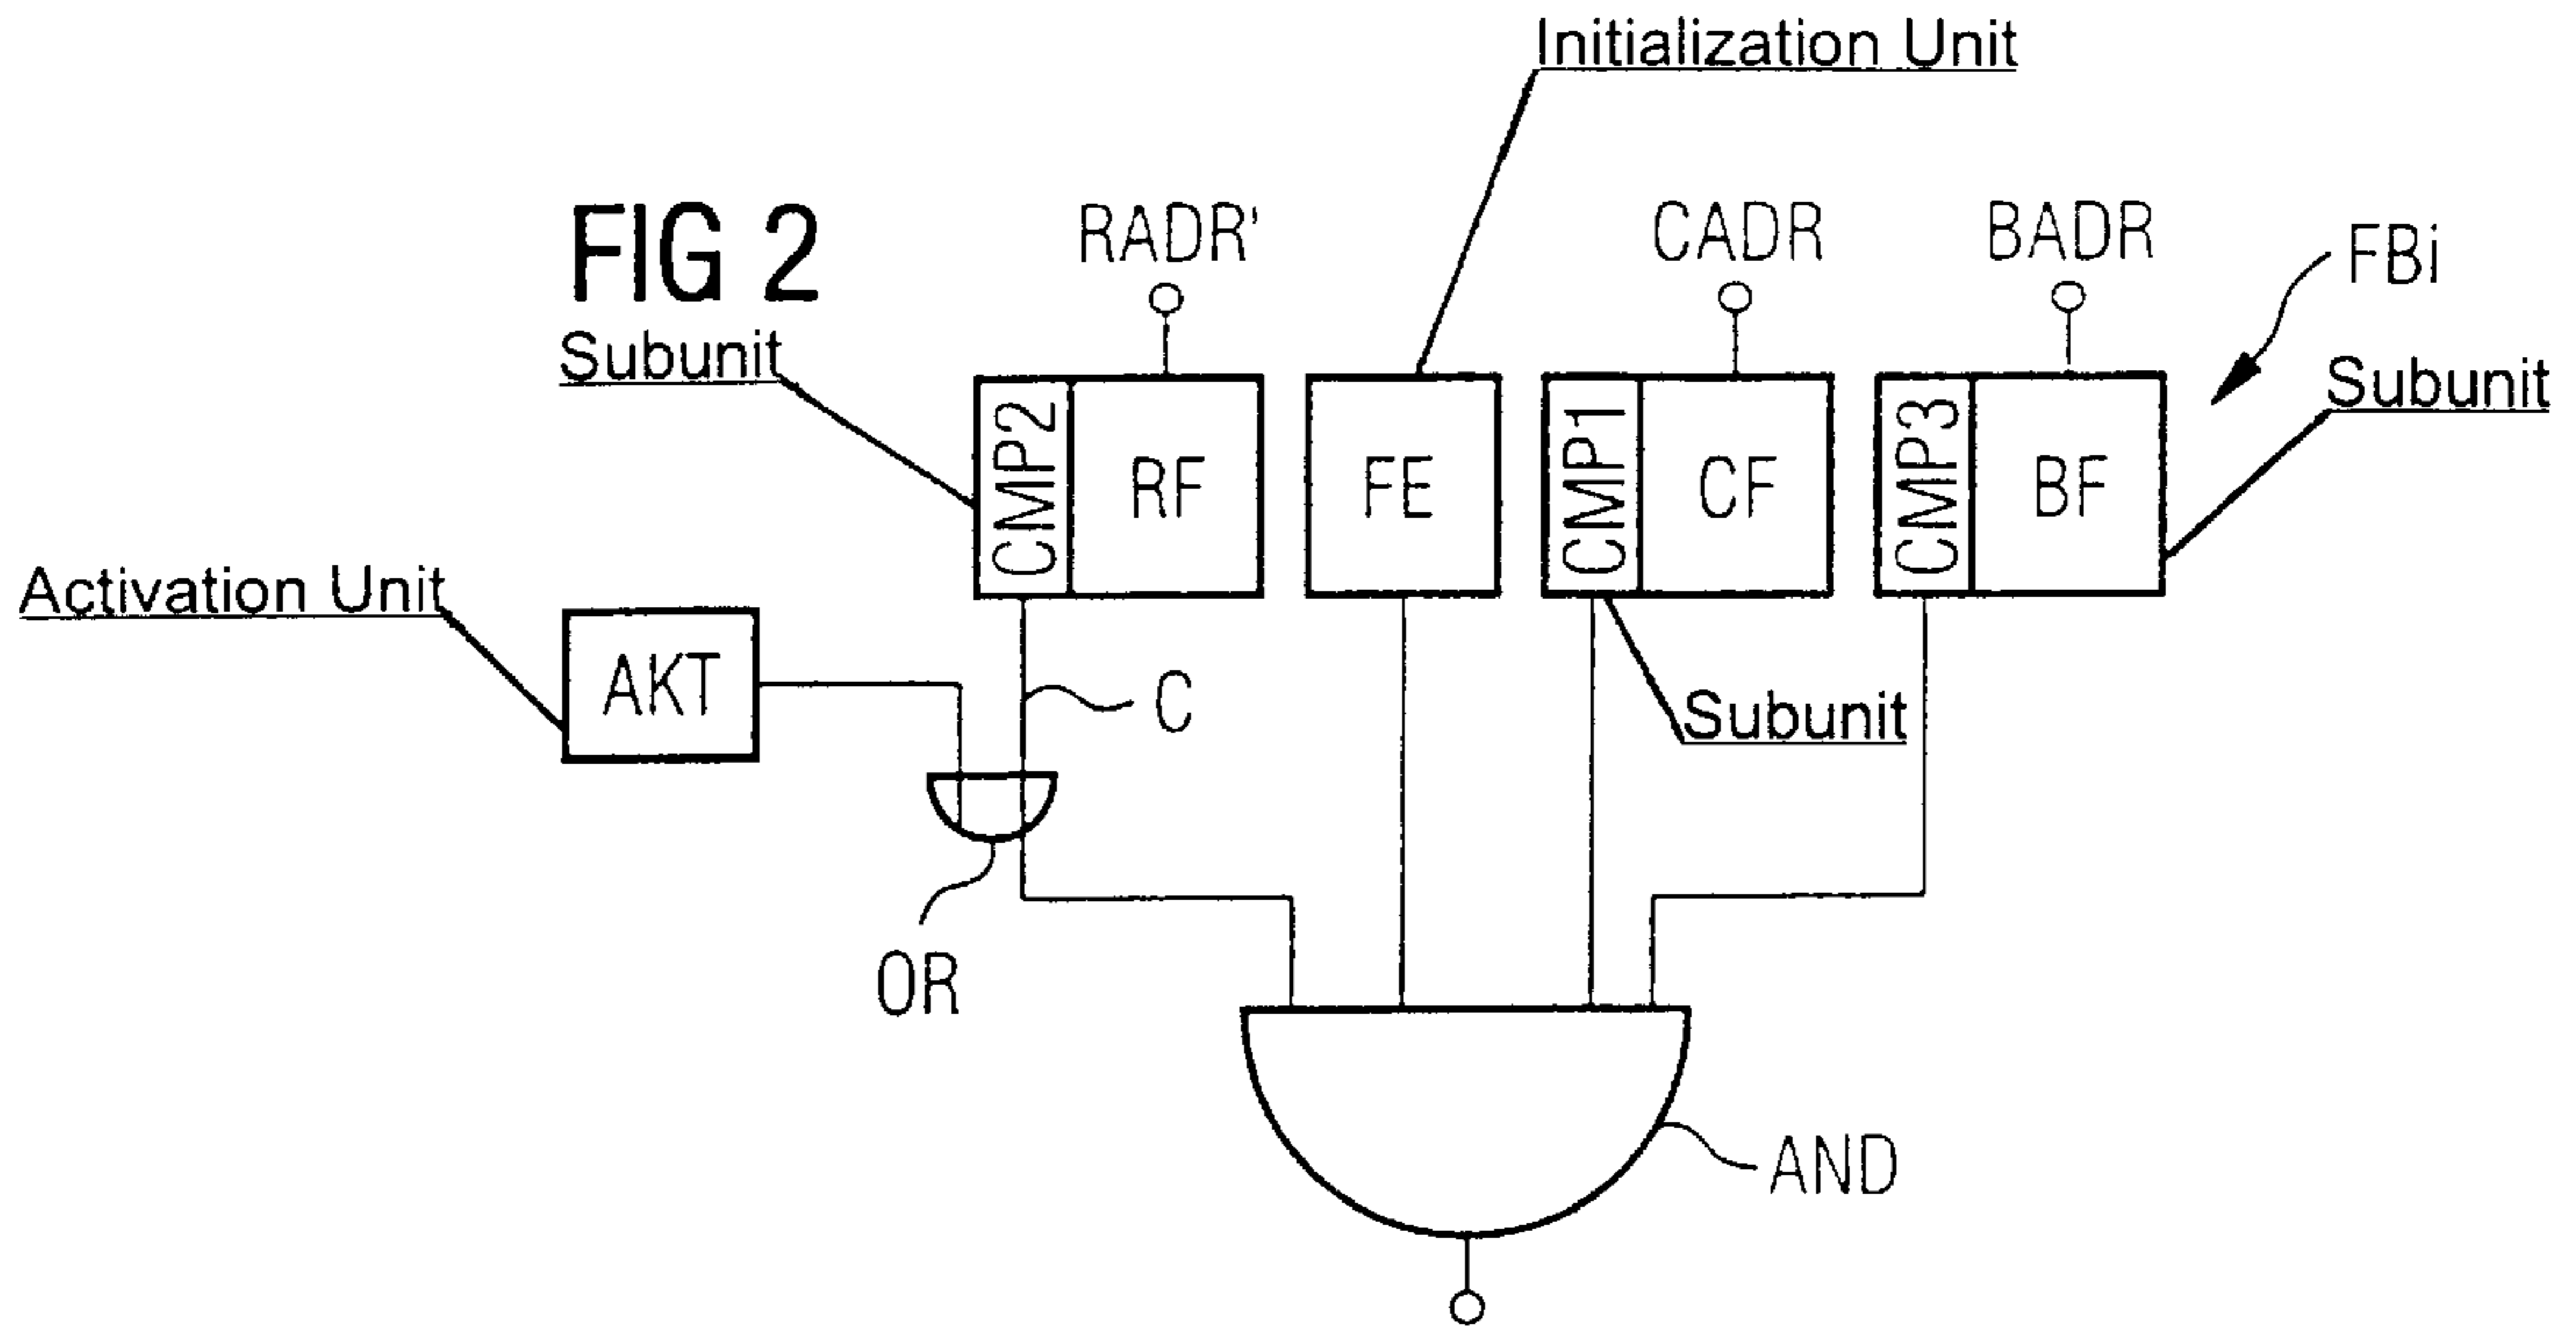 Initialization Unit
FIG 2
RADR'
CADR
BADR
FBi
Subunit
Subunit
CMP2
RF
FE
CMP1
CF
CMP3
BF
Activation Unit
AKT
C
Subunit
OR
AND